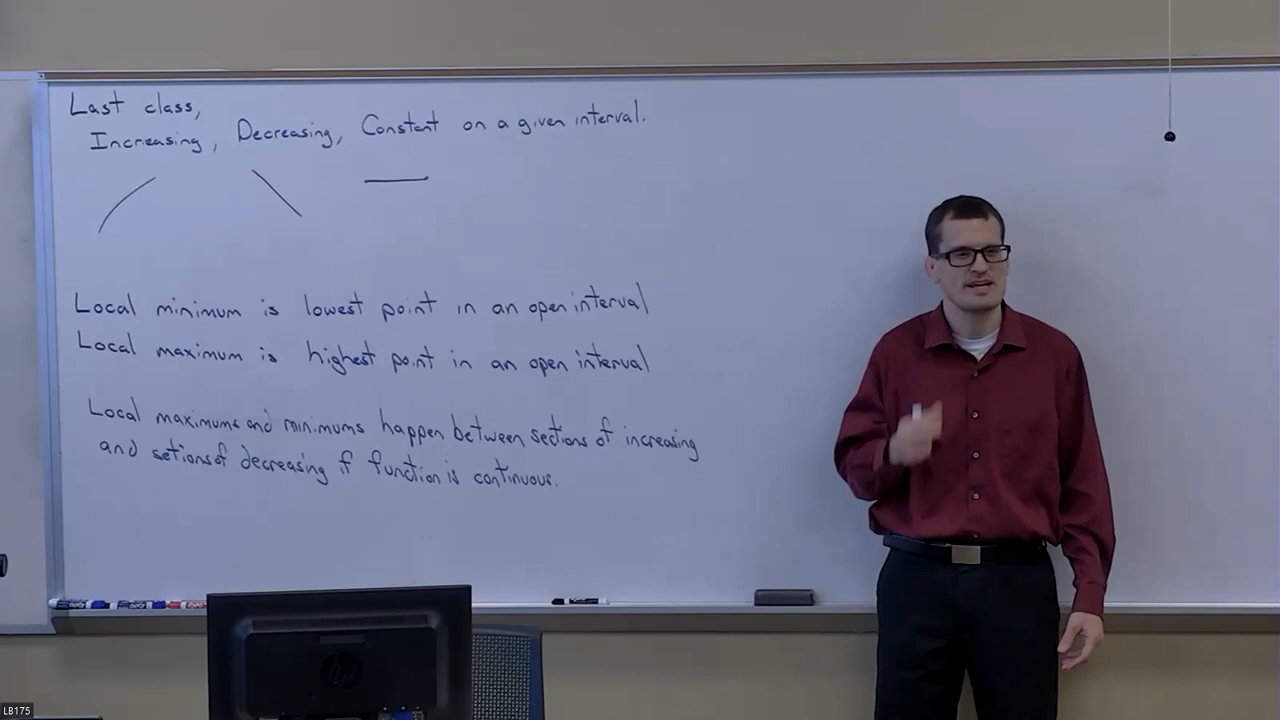 Last class,
Increasing, Decreasing, Constant on a given interval.
Local minimum is lowest point in an open interval
Local maximum is highest point in an open interval
Local maximums and minimums happen between sections of increasing
and setions of decreasing if function is continuous.
hp
LB175